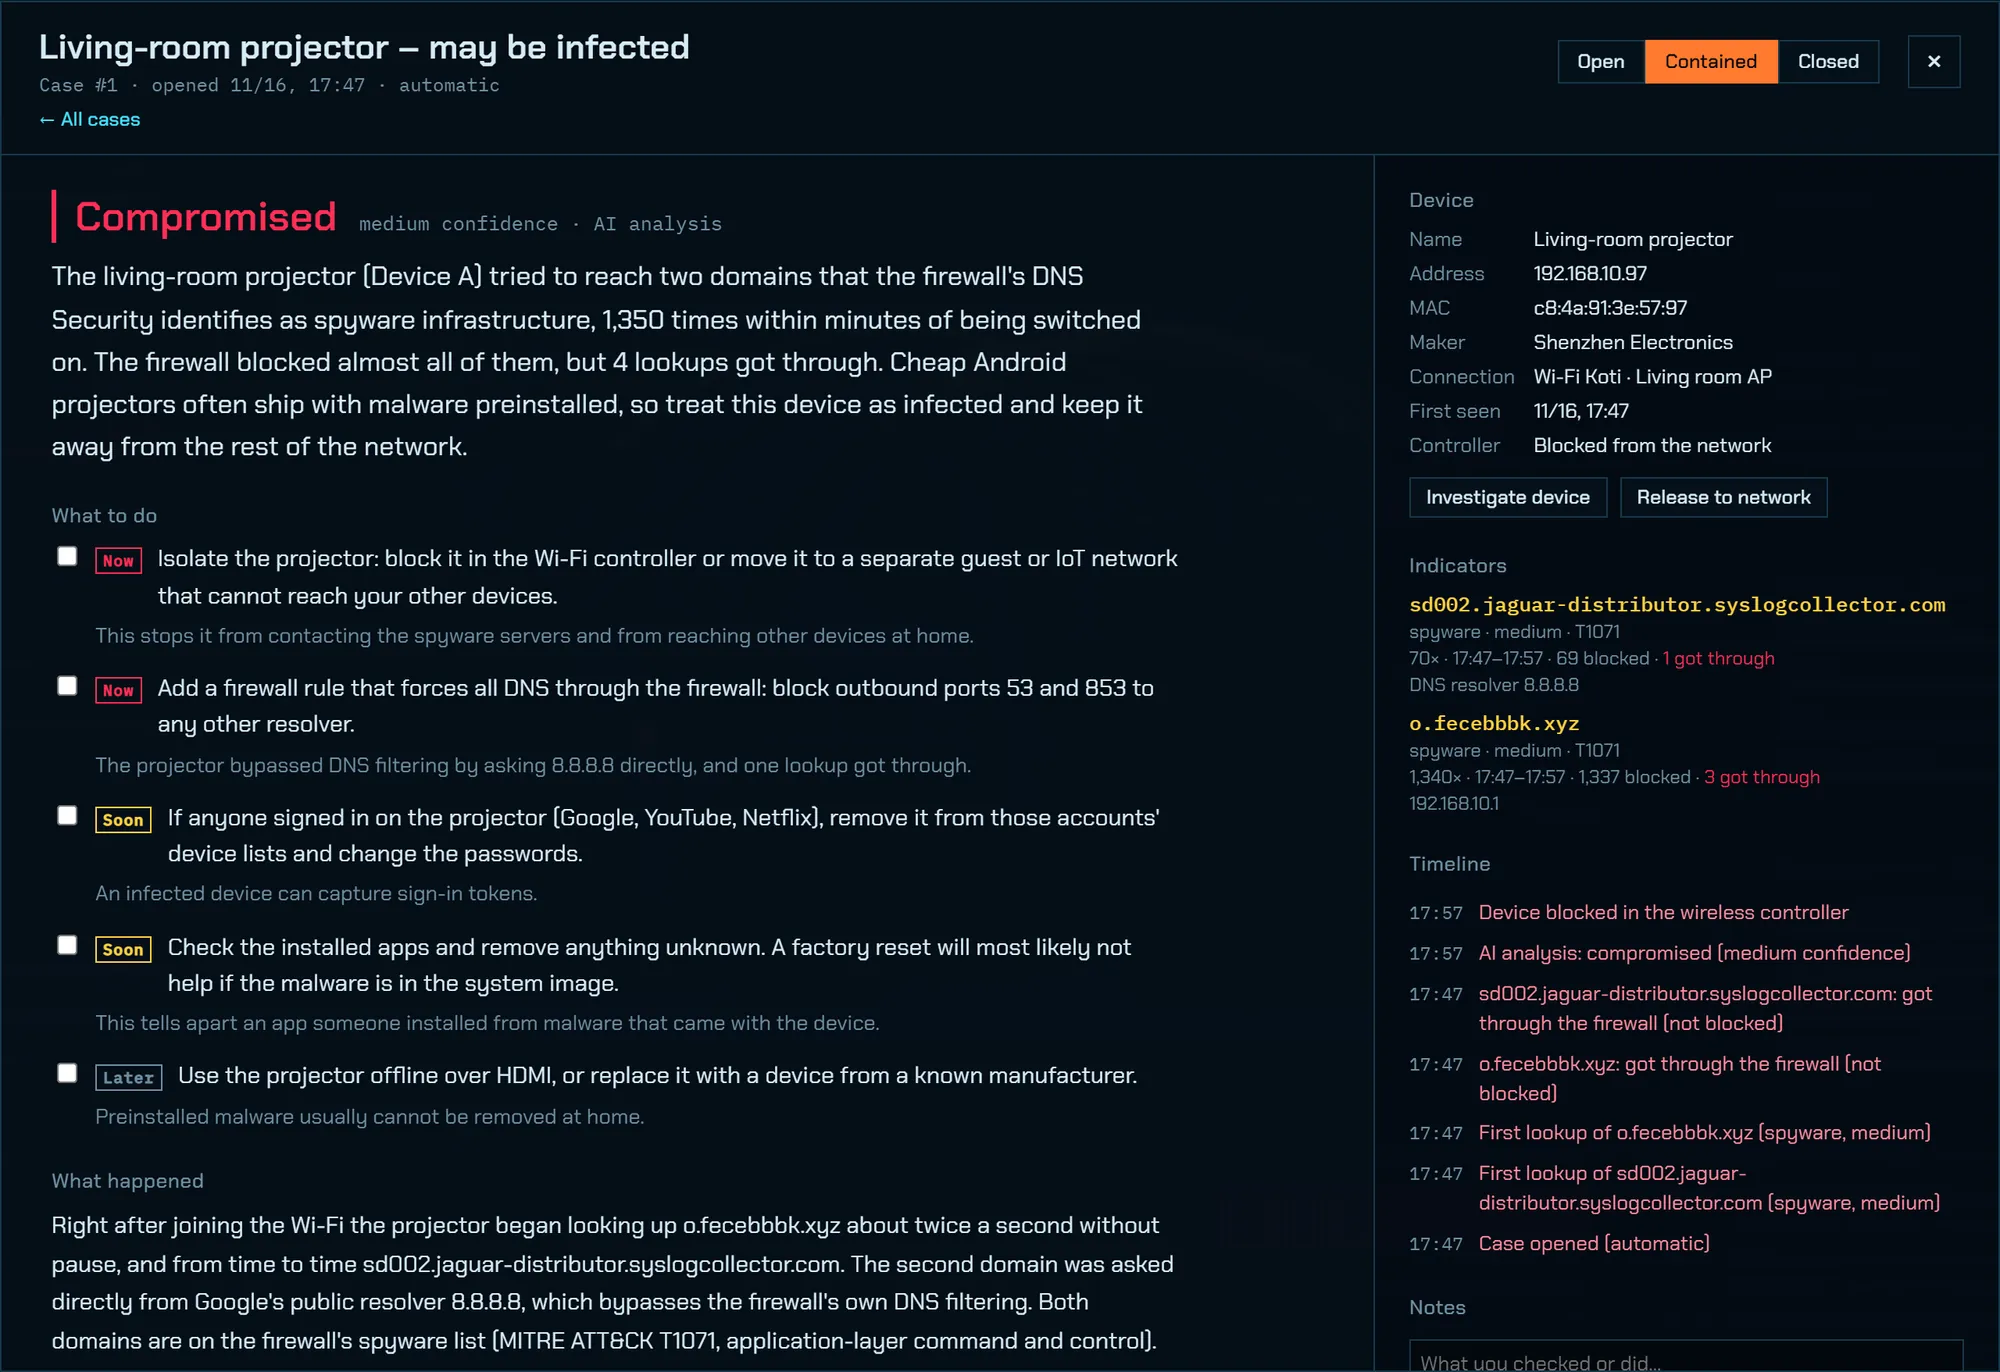 Living-room projector – may be infected
Case #1 · opened 11/16, 17:47 · automatic
← All cases
Open
Contained
Closed
×
Compromised
medium confidence · AI analysis
The living-room projector (Device A) tried to reach two domains that the firewall's DNS
Security identifies as spyware infrastructure, 1,350 times within minutes of being switched
on. The firewall blocked almost all of them, but 4 lookups got through. Cheap Android
projectors often ship with malware preinstalled, so treat this device as infected and keep it
away from the rest of the network.
What to do
Now Isolate the projector: block it in the Wi-Fi controller or move it to a separate guest or IoT network
that cannot reach your other devices.
This stops it from contacting the spyware servers and from reaching other devices at home.
Now Add a firewall rule that forces all DNS through the firewall: block outbound ports 53 and 853 to
any other resolver.
The projector bypassed DNS filtering by asking 8.8.8.8 directly, and one lookup got through.
Soon If anyone signed in on the projector (Google, YouTube, Netflix), remove it from those accounts'
device lists and change the passwords.
An infected device can capture sign-in tokens.
Soon Check the installed apps and remove anything unknown. A factory reset will most likely not
help if the malware is in the system image.
This tells apart an app someone installed from malware that came with the device.
Later Use the projector offline over HDMI, or replace it with a device from a known manufacturer.
Preinstalled malware usually cannot be removed at home.
What happened
Right after joining the Wi-Fi the projector began looking up o.fecebbbk.xyz about twice a second without
pause, and from time to time sd002.jaguar-distributor.syslogcollector.com. The second domain was asked
directly from Google's public resolver 8.8.8.8, which bypasses the firewall's own DNS filtering. Both
domains are on the firewall's spyware list (MITRE ATT&CK T1071, application-layer command and control).
Device
Name Living-room projector
Address 192.168.10.97
MAC c8:4a:91:3e:57:97
Maker Shenzhen Electronics
Connection Wi-Fi Koti · Living room AP
First seen 11/16, 17:47
Controller Blocked from the network
Investigate device
Release to network
Indicators
sd002.jaguar-distributor.syslogcollector.com
spyware · medium · T1071
70× · 17:47–17:57 · 69 blocked · 1 got through
DNS resolver 8.8.8.8
o.fecebbbk.xyz
spyware · medium · T1071
1,340× · 17:47–17:57 · 1,337 blocked · 3 got through
192.168.10.1
Timeline
17:57 Device blocked in the wireless controller
17:57 AI analysis: compromised (medium confidence)
17:47 sd002.jaguar-distributor.syslogcollector.com: got
through the firewall (not blocked)
17:47 o.fecebbbk.xyz: got through the firewall (not
blocked)
17:47 First lookup of o.fecebbbk.xyz (spyware, medium)
17:47 First lookup of sd002.jaguar-
distributor.syslogcollector.com (spyware, medium)
17:47 Case opened (automatic)
Notes
What you checked or did...